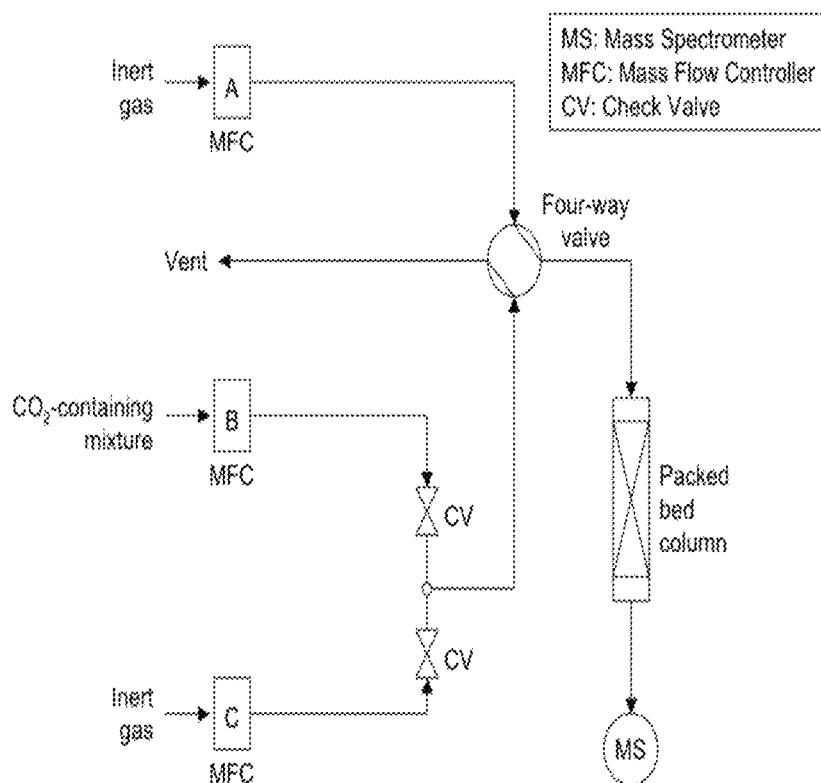 MS: Mass Spectrometer
MFC: Mass Flow Controller
CV: Check Valve
Inert
gas
A
MFC
Four-way
valve
Vent
CO₂-containing
mixture
B
MFC
CV
Packed
bed
column
CV
Inert
gas
C
MFC
MS